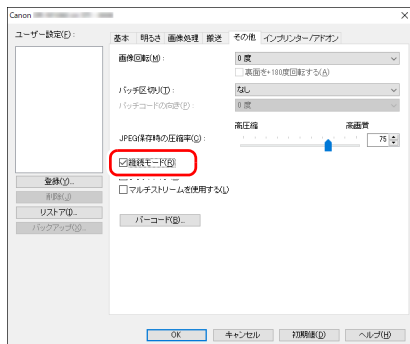 Canon
ユーザー設定(F):
基本 明るさ 画像処理 搬送 その他 インプリンター/アドオン
画像回転(M): 0 度
裏面を+180度回転する(A)
バッチ区切り(T): なし
バッチコードの向き(P): 0 度
高圧縮 高画質
JPEG保存時の圧縮率(C): 75
継続モード(R)
マルチストリームを使用する(L)
登録(Y)...
削除(J)
リストア(I)...
バックアップ(X)...
バーコード(B)...
OK キャンセル 初期値(D) ヘルプ(H)